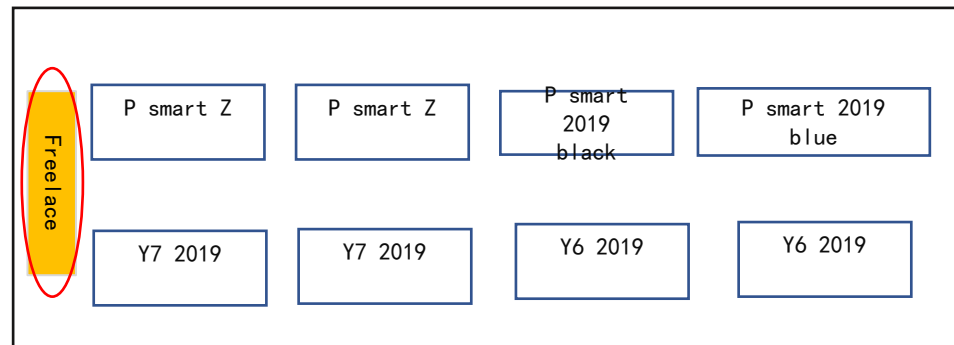 Freelace
P smart Z
P smart Z
P smart
2019
black
P smart 2019
blue
Y7 2019
Y7 2019
Y6 2019
Y6 2019